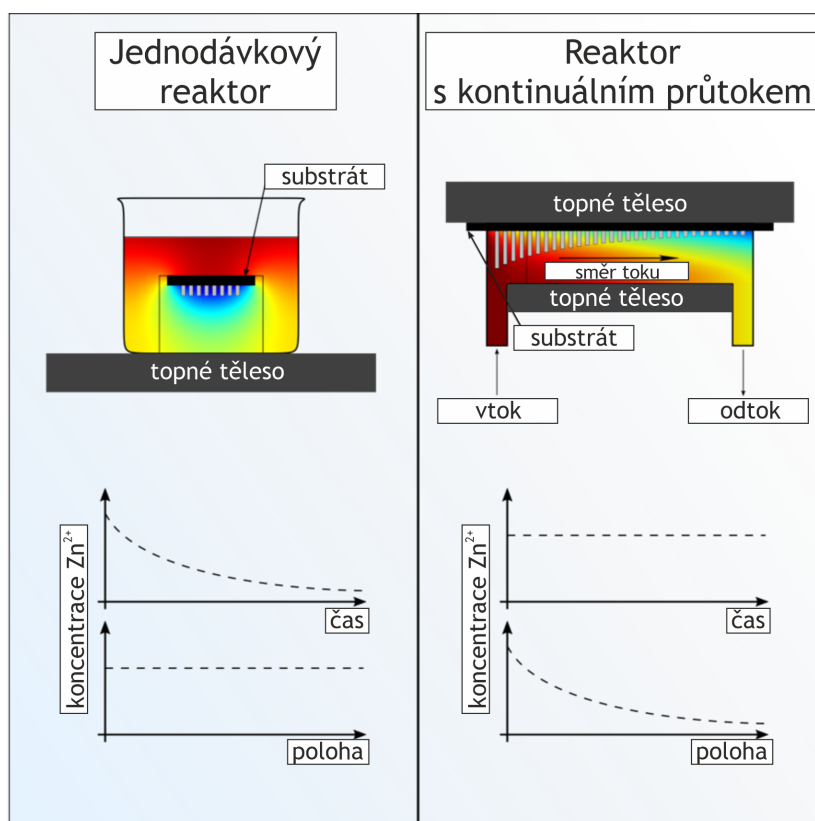 Jednodávkový
reaktor
substrát
topné těleso
koncentrace Zn²⁺
čas
poloha
Reaktor
s kontinuálním průtokem
topné těleso
směr toku
topné těleso
substrát
vtok
odtok
koncentrace Zn²⁺
čas
poloha